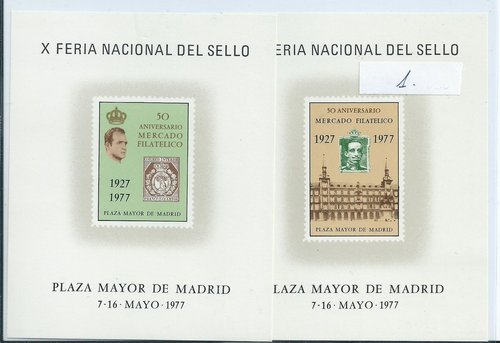 X FERIA NACIONAL DEL SELLO
50
ANIVERSARIO
MERCADO
FILATELICO
1927
1977
PLAZA MAYOR DE MADRID
PLAZA MAYOR DE MADRID
7-16 - MAYO - 1977
ERIA NACIONAL DEL SELLO
1.
50 ANIVERSARIO
MERCADO FILATELICO
1927 1977
PLAZA MAYOR DE MADRID
LAZA MAYOR DE MADRID
7-16 - MAYO - 1977